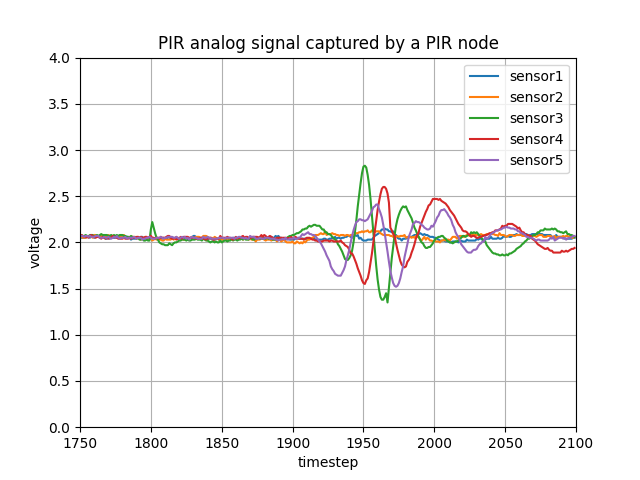 PIR analog signal captured by a PIR node
4.0
3.5
3.0
2.5
2.0
1.5
1.0
0.5
0.0
voltage
sensor1
sensor2
sensor3
sensor4
sensor5
1750 1800 1850 1900 1950 2000 2050 2100
timestep